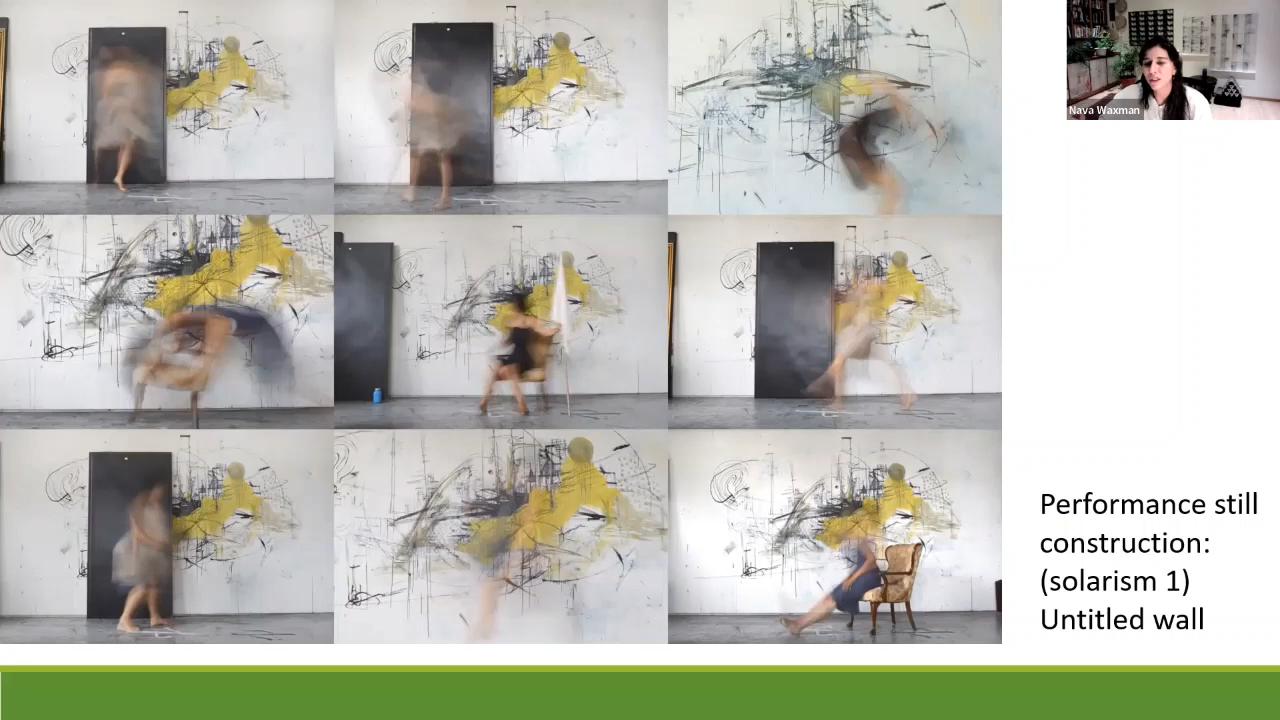 Nava Waxman
Performance still
construction:
(solarism 1)
Untitled wall